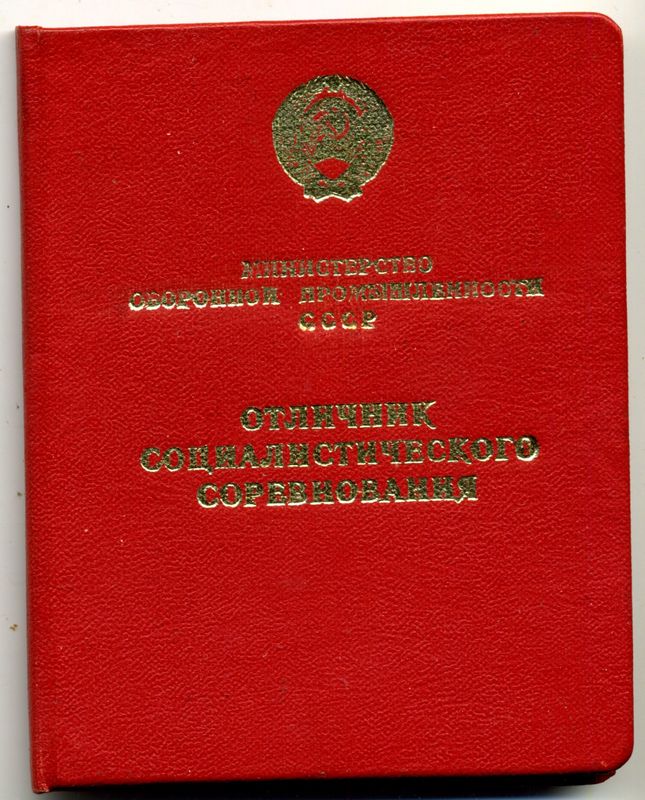 МИНИСТЕРСТВО
ОБОРОННОЙ ПРОМЫШЛЕННОСТИ
СССР
ОТЛИЧНИК
СОЦИАЛИСТИЧЕСКОГО
СОРЕВНОВАНИЯ